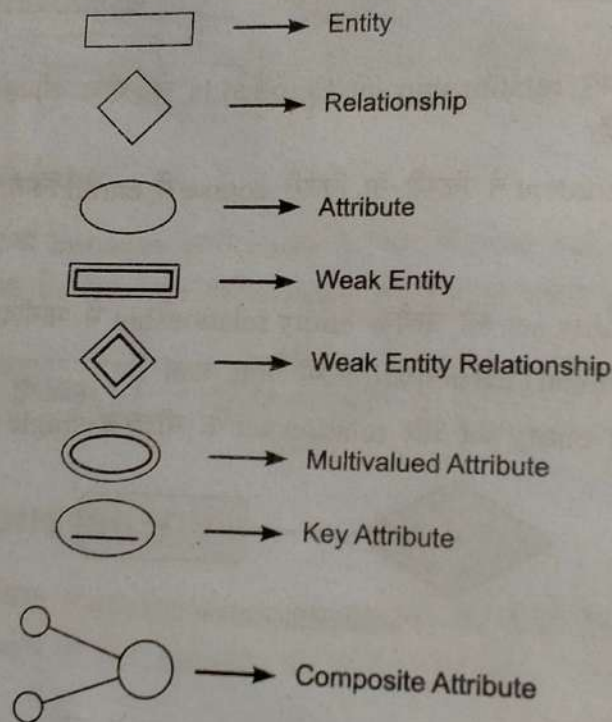 Entity
Relationship
Attribute
Weak Entity
Weak Entity Relationship
Multivalued Attribute
Key Attribute
Composite Attribute